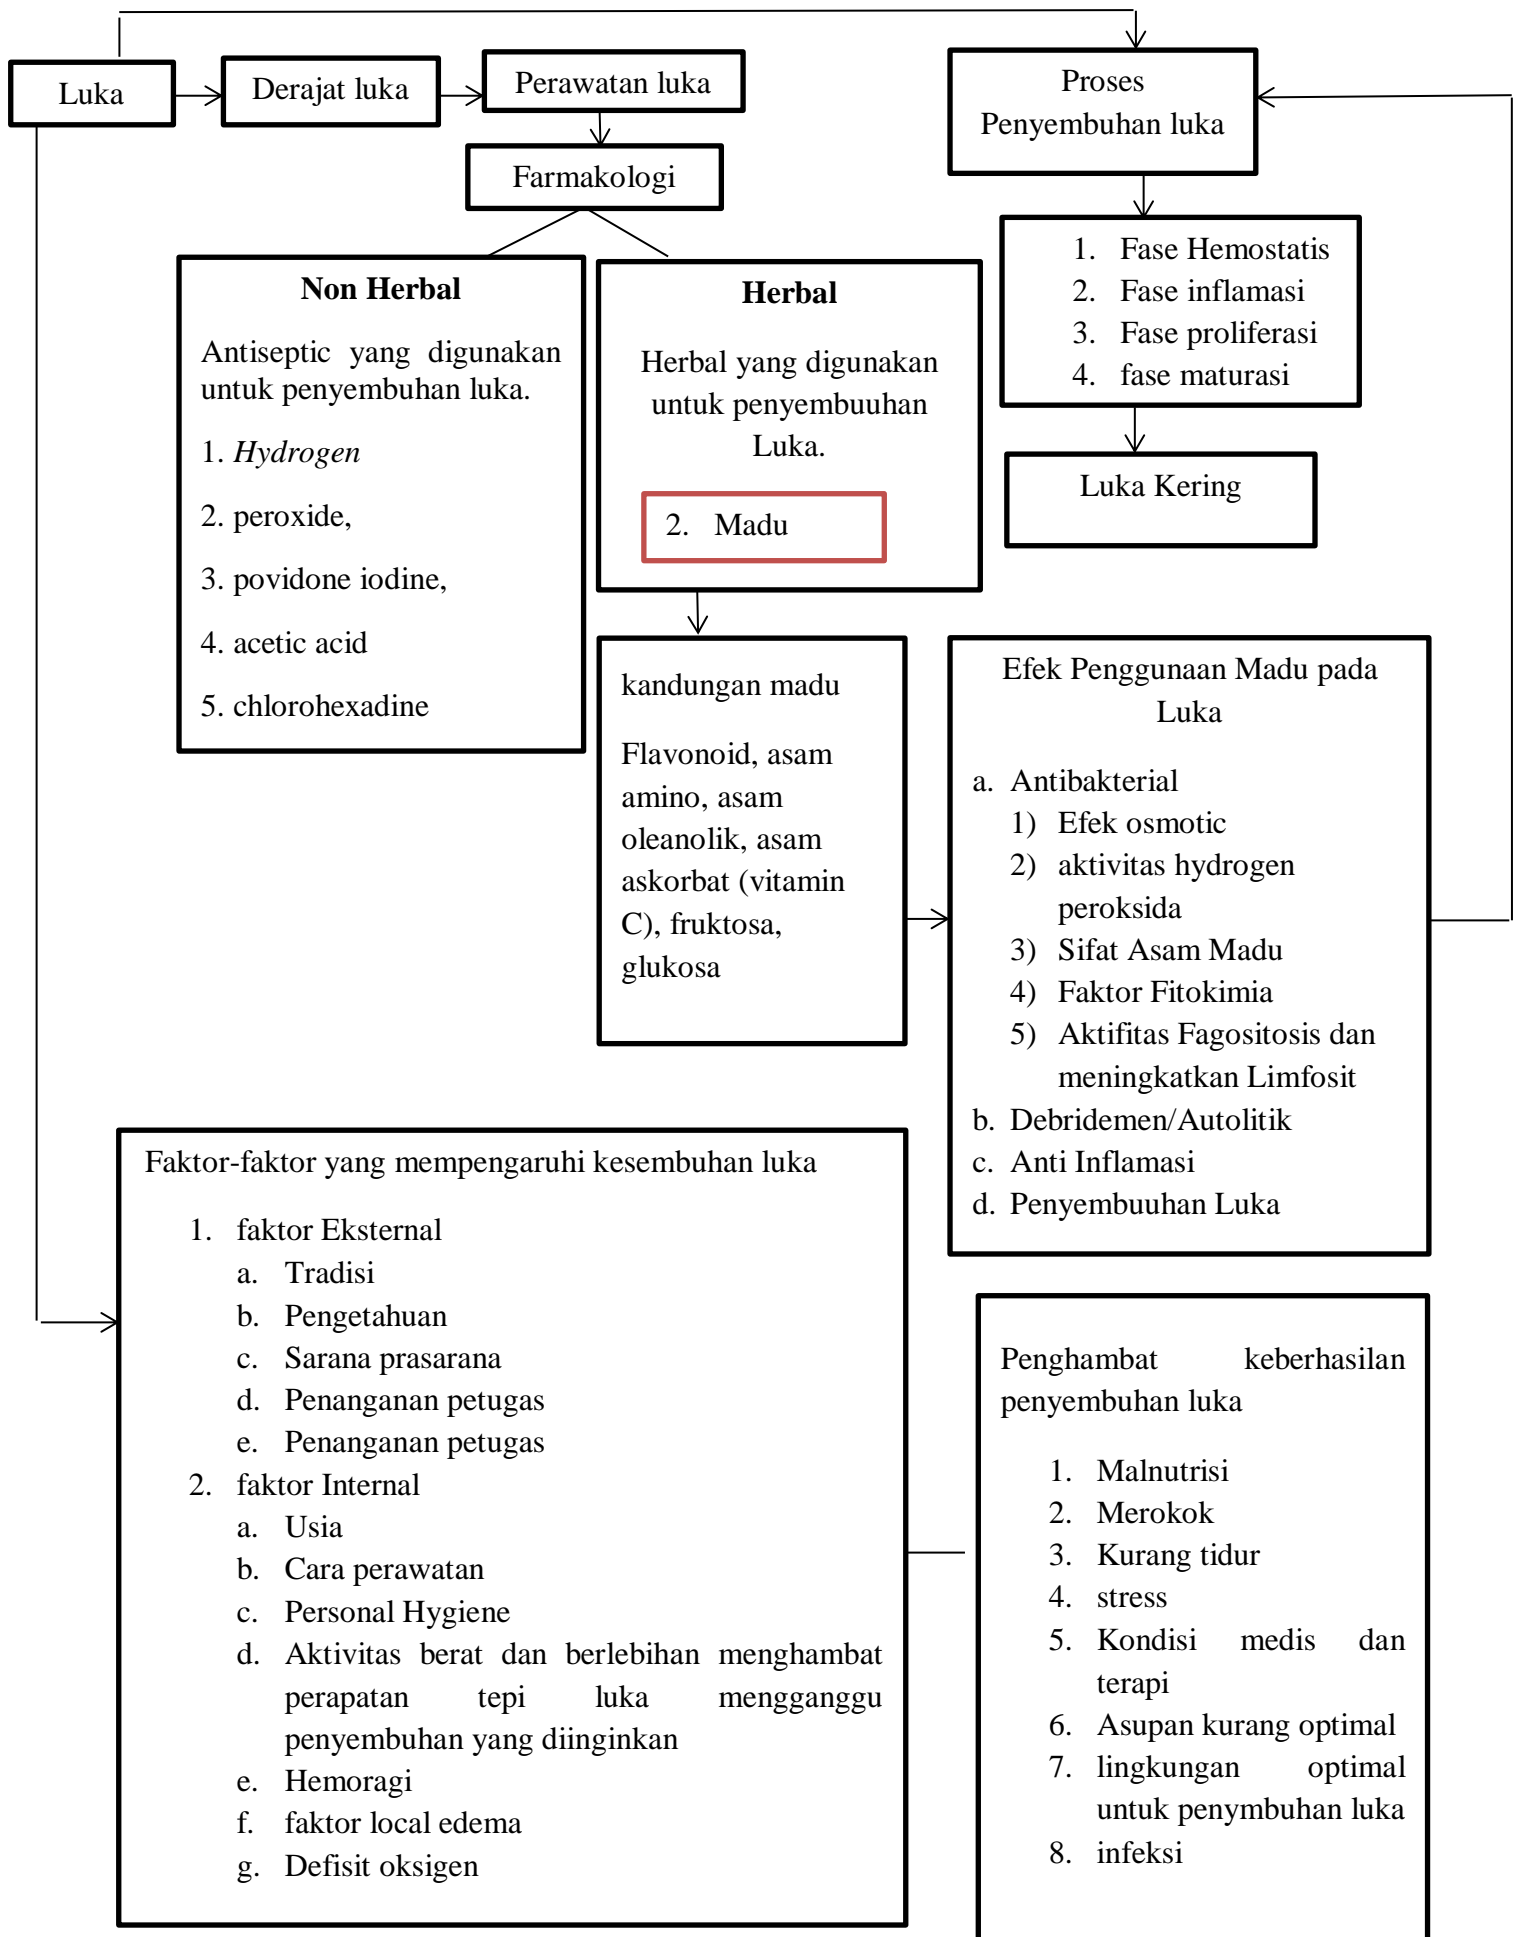 Luka
Derajat luka
Perawatan luka
Proses
Penyembuhan luka
Farmakologi
1. Fase Hemostatis
2. Fase inflamasi
3. Fase proliferasi
4. fase maturasi
Luka Kering
Non Herbal
Antiseptic yang digunakan
untuk penyembuhan luka.
1. Hydrogen
2. peroxide,
3. povidone iodine,
4. acetic acid
5. chlorohexadine
Herbal
Herbal yang digunakan
untuk penyembuuhan
Luka.
2. Madu
kandungan madu
Flavonoid, asam
amino, asam
oleanolik, asam
askorbat (vitamin
C), fruktosa,
glukosa
Efek Penggunaan Madu pada
Luka
a. Antibakterial
1) Efek osmotic
2) aktivitas hydrogen
peroksida
3) Sifat Asam Madu
4) Faktor Fitokimia
5) Aktifitas Fagositosis dan
meningkatkan Limfosit
b. Debridemen/Autolitik
c. Anti Inflamasi
d. Penyembuuhan Luka
Faktor-faktor yang mempengaruhi kesembuhan luka
1. faktor Eksternal
a. Tradisi
b. Pengetahuan
c. Sarana prasarana
d. Penanganan petugas
e. Penanganan petugas
2. faktor Internal
a. Usia
b. Cara perawatan
c. Personal Hygiene
d. Aktivitas berat dan berlebihan menghambat
perapatan tepi luka mengganggu
penyembuhan yang diinginkan
e. Hemoragi
f. faktor local edema
g. Defisit oksigen
Penghambat keberhasilan
penyembuhan luka
1. Malnutrisi
2. Merokok
3. Kurang tidur
4. stress
5. Kondisi medis dan
terapi
6. Asupan kurang optimal
7. lingkungan optimal
untuk penymbuhan luka
8. infeksi